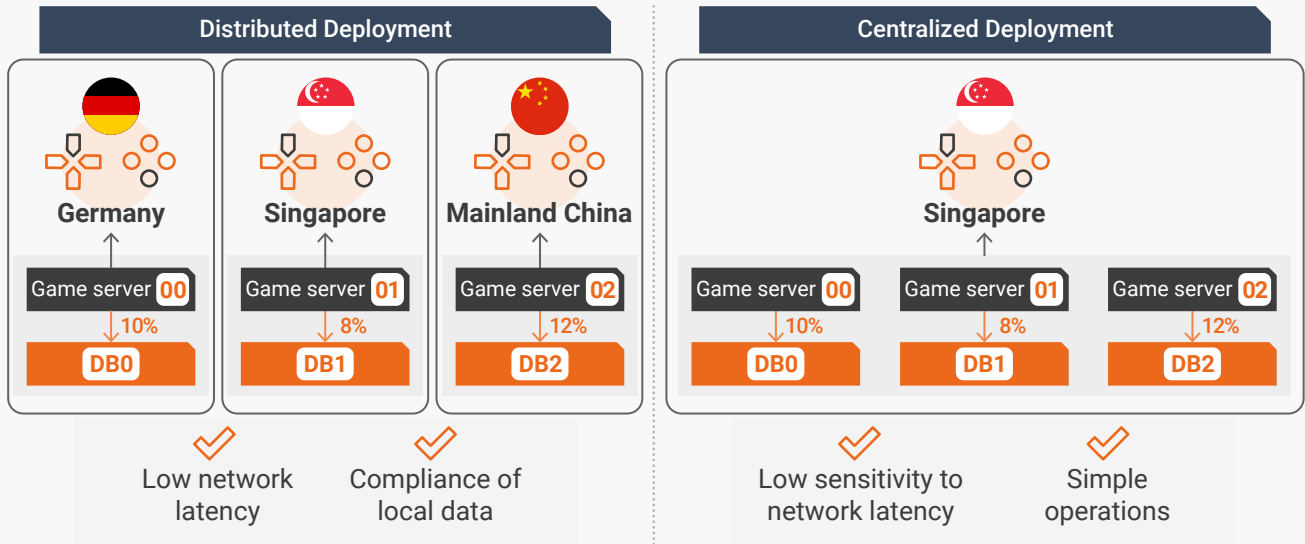 Distributed Deployment
Germany
Game server 00
10%
DB0
Singapore
Game server 01
8%
DB1
Mainland China
Game server 02
12%
DB2
Low network
latency
Compliance of
local data
Centralized Deployment
Singapore
Game server 00
10%
DB0
Game server 01
8%
DB1
Game server 02
12%
DB2
Low sensitivity to
network latency
Simple
operations